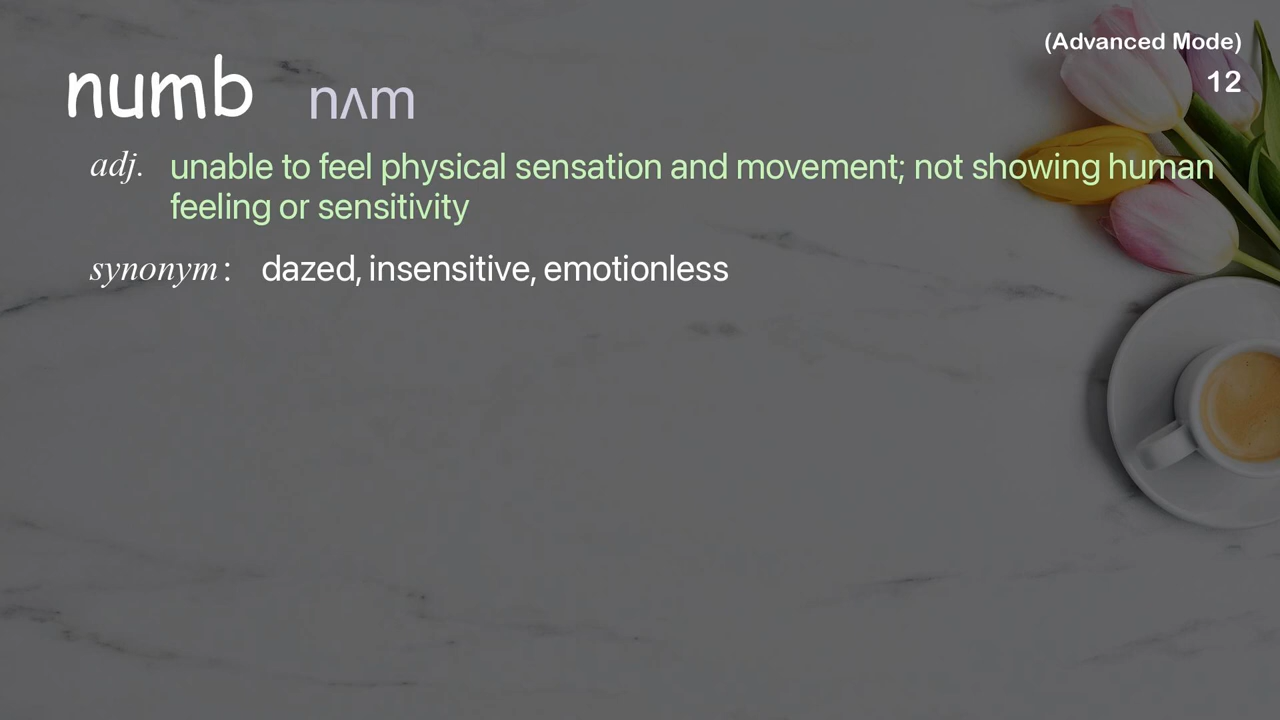 (Advanced Mode)
12
numb nʌm
adj. unable to feel physical sensation and movement; not showing human
feeling or sensitivity
synonym : dazed, insensitive, emotionless